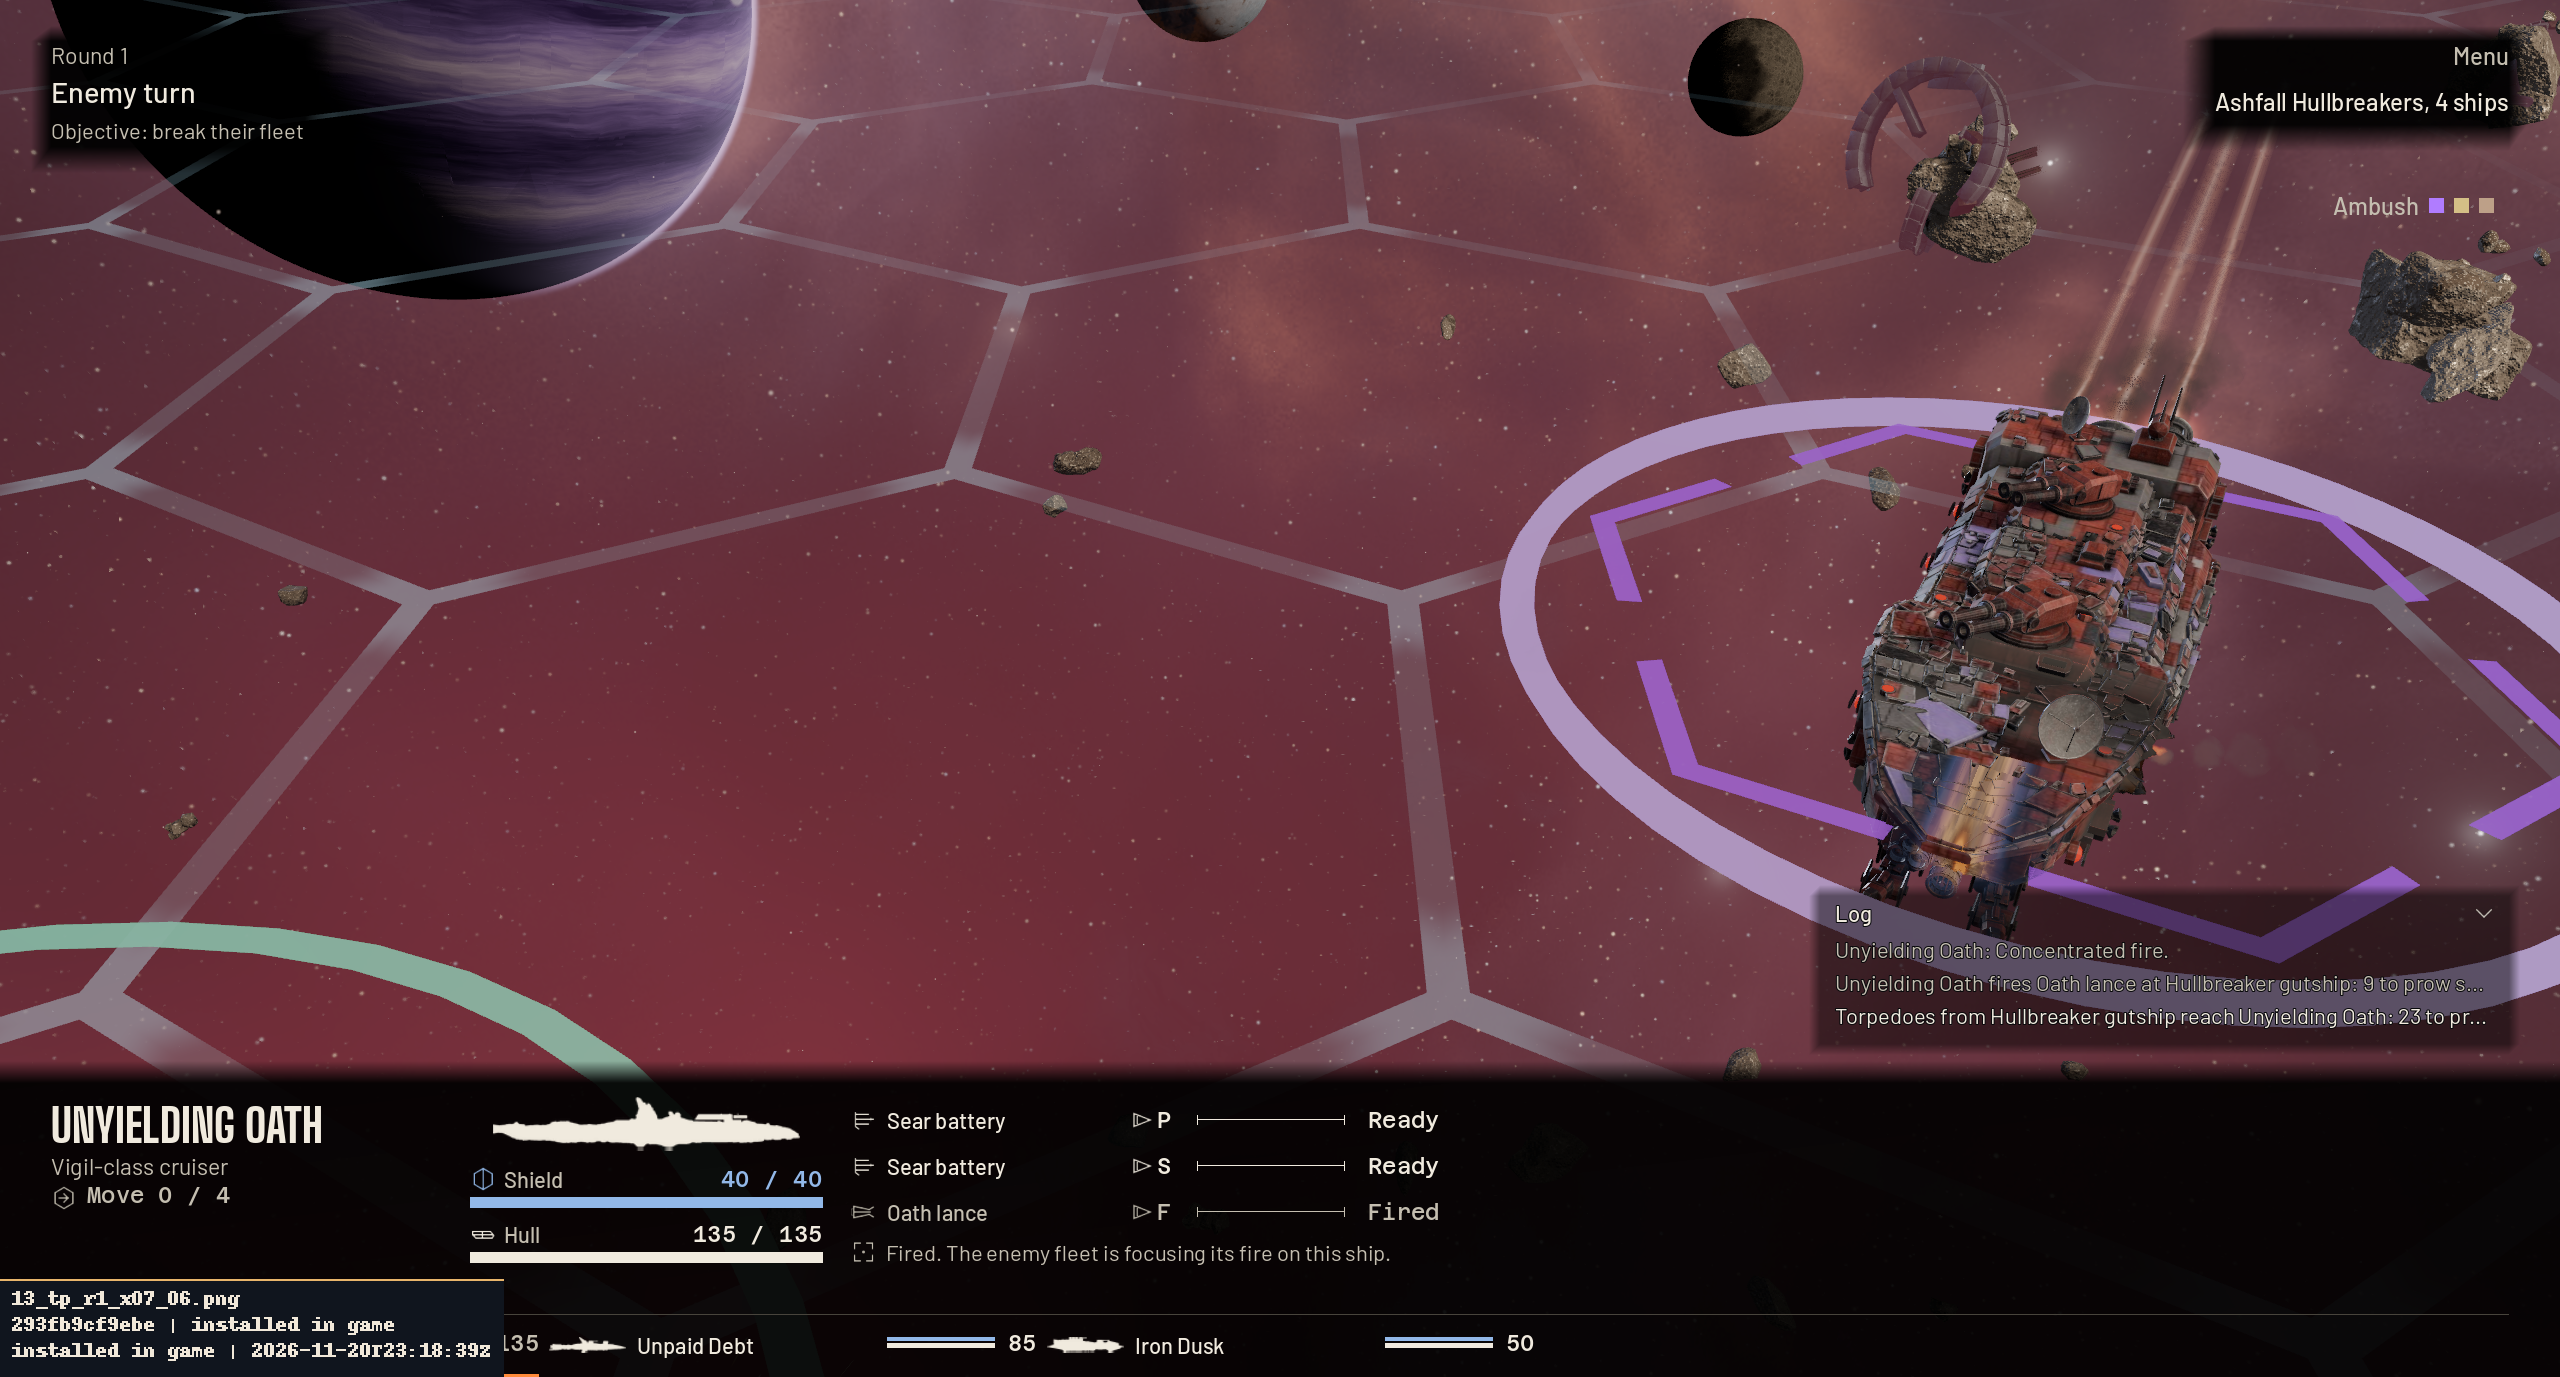 Round 1
Enemy turn
Objective: break their fleet
Menu
Ashfall Hullbreakers, 4 ships
Ambush
Log
Unyielding Oath: Concentrated fire.
Unyielding Oath fires Oath lance at Hullbreaker gutship: 9 to prow s...
Torpedoes from Hullbreaker gutship reach Unyielding Oath: 23 to pr...
UNYIELDING OATH
Vigil-class cruiser
Move 0 / 4
Shield 40 / 40
Hull 135 / 135
Sear battery P Ready
Sear battery S Ready
Oath lance F Fired
Fired. The enemy fleet is focusing its fire on this ship.
13_tp_r1_x07_06.png
293fb9cf9ebe | installed in game
installed in game | 2026-11-20T23:18:39Z
135 Unpaid Debt 85 Iron Dusk 50